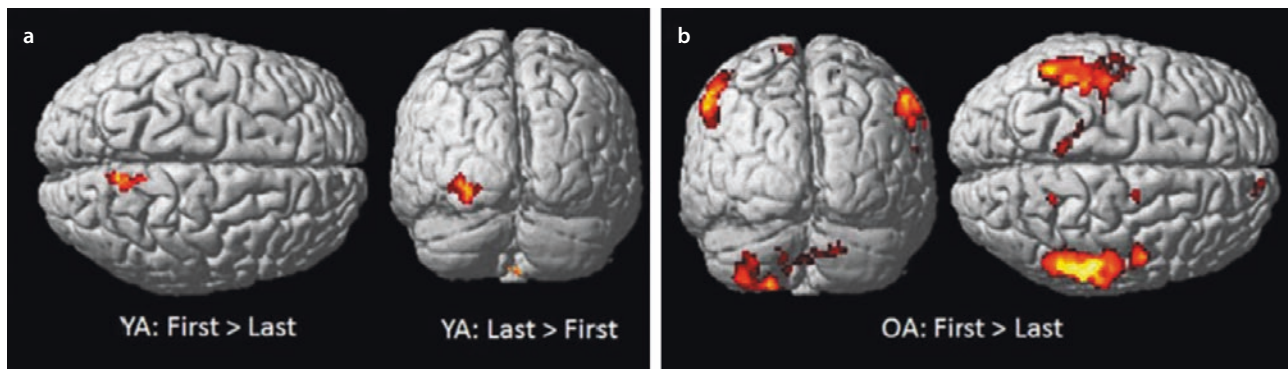 a
YA: First > Last
YA: Last > First
b
OA: First > Last